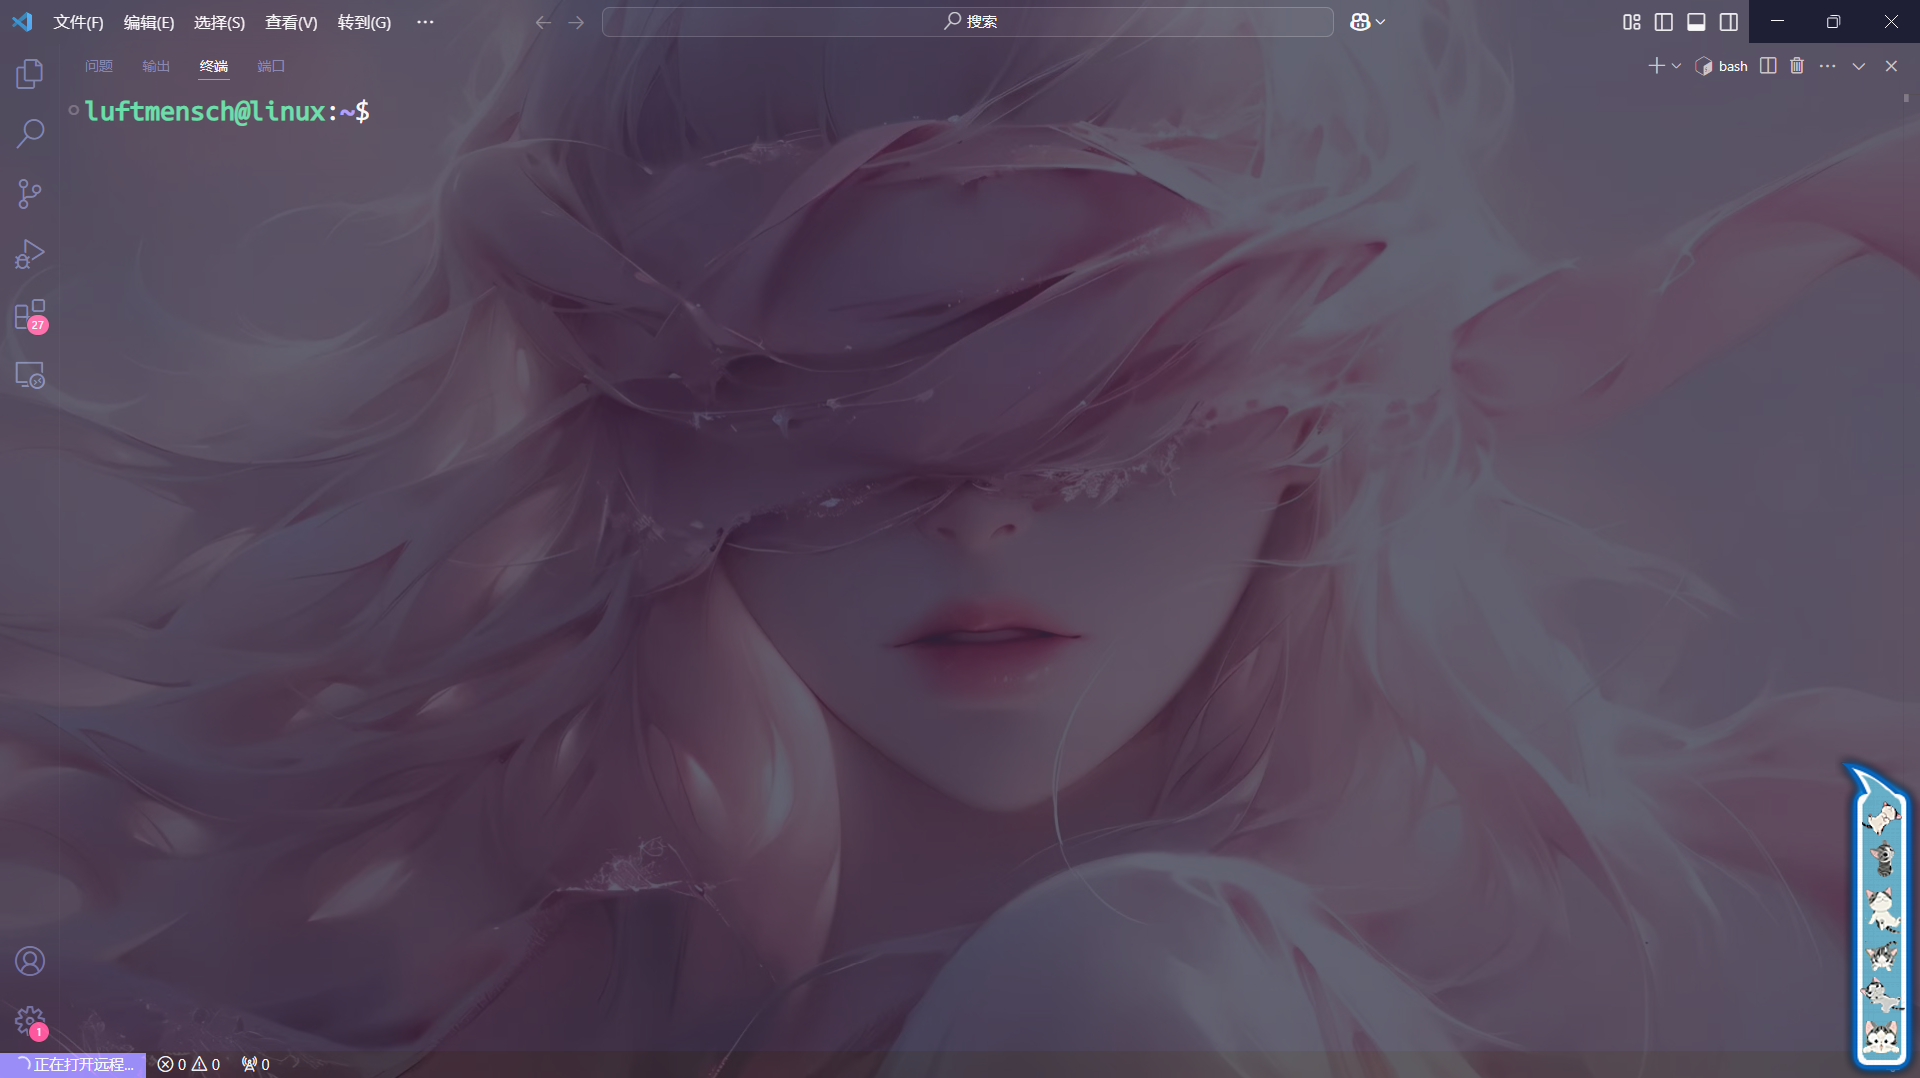 文件(F) 编辑(E) 选择(S) 查看(V) 转到(G) ··· 搜索
问题 输出 终端 端口 bash ···
luftmensch@linux:~$
27
1
正在打开远程... 0 0 0